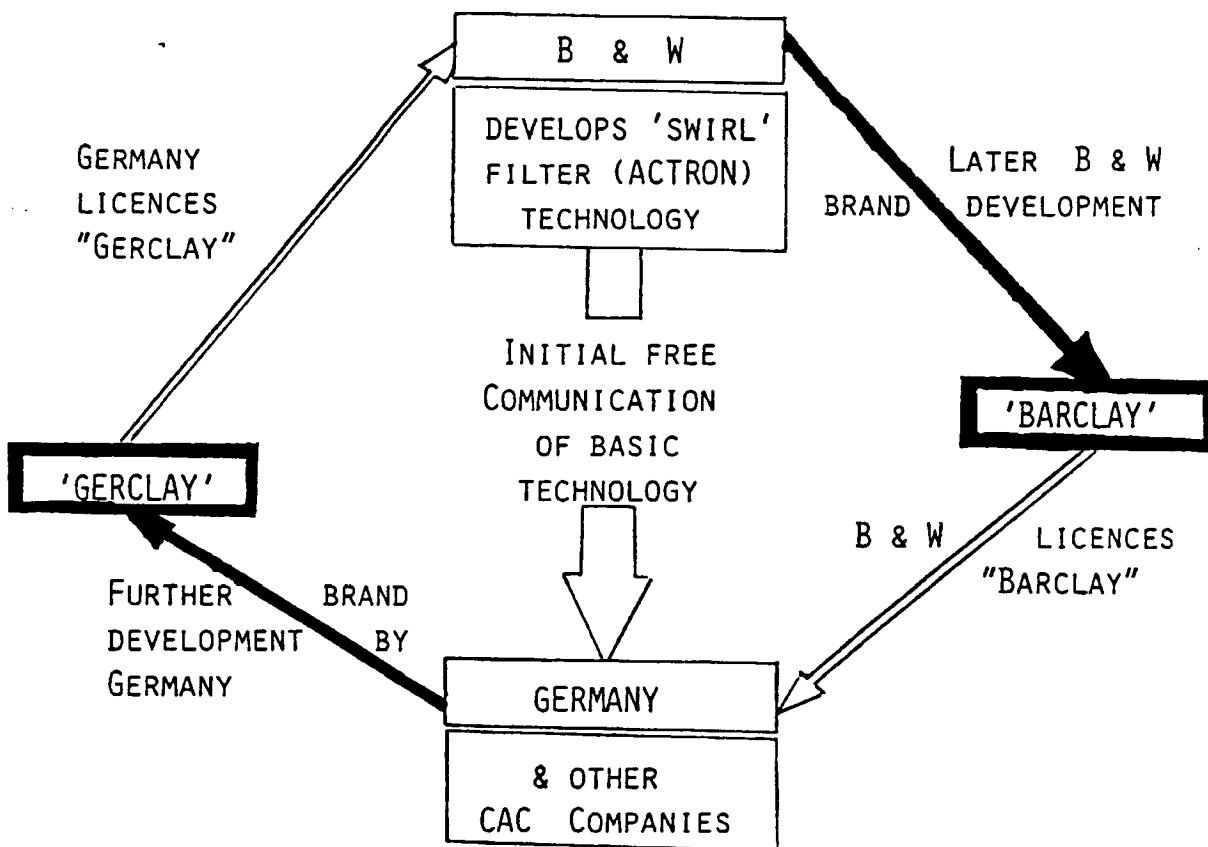 B & W
DEVELOPS 'SWIRL'
FILTER (ACTRON)
TECHNOLOGY
GERMANY
LICENCES
"GERCLAY"
LATER B & W
BRAND DEVELOPMENT
INITIAL FREE
COMMUNICATION
OF BASIC
TECHNOLOGY
'BARCLAY'
'GERCLAY'
B & W LICENCES
"BARCLAY"
FURTHER BRAND
DEVELOPMENT BY
GERMANY
GERMANY
& OTHER
CAC COMPANIES